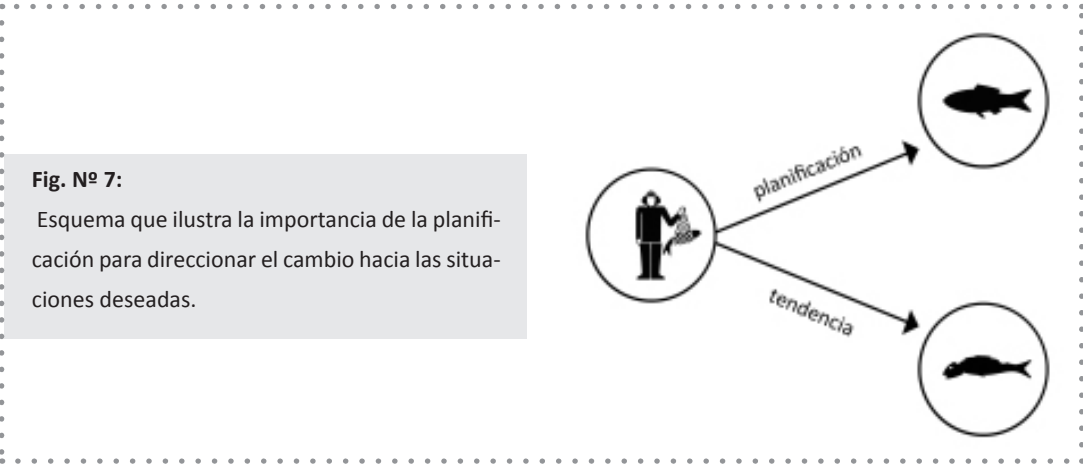 Fig. Nº 7:
Esquema que ilustra la importancia de la planifi-
cación para direccionar el cambio hacia las situa-
ciones deseadas.
planificación
tendencia